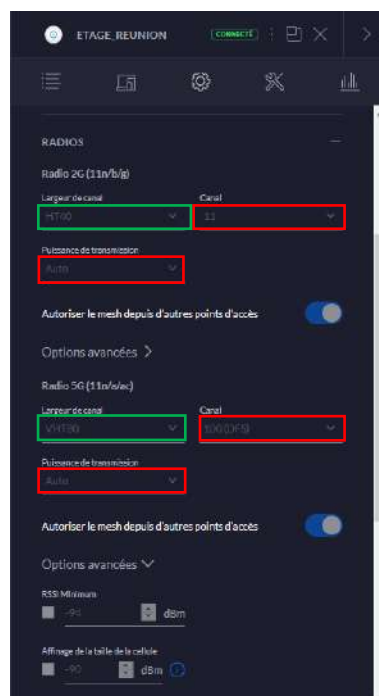 ETAGE_REUNION CONNECTÉ
RADIOS
Radio 2G (11n/b/g)
Largeur de canal Canal
HT40 11
Puissance de transmission
Auto
Autoriser le mesh depuis d'autres points d'accès
Options avancées
Radio 5G (11n/a/ac)
Largeur de canal Canal
VHT80 100 (DFS)
Puissance de transmission
Auto
Autoriser le mesh depuis d'autres points d'accès
Options avancées
RSSI Minimum
-94 dBm
Affinage de la taille de la cellule
-90 dBm